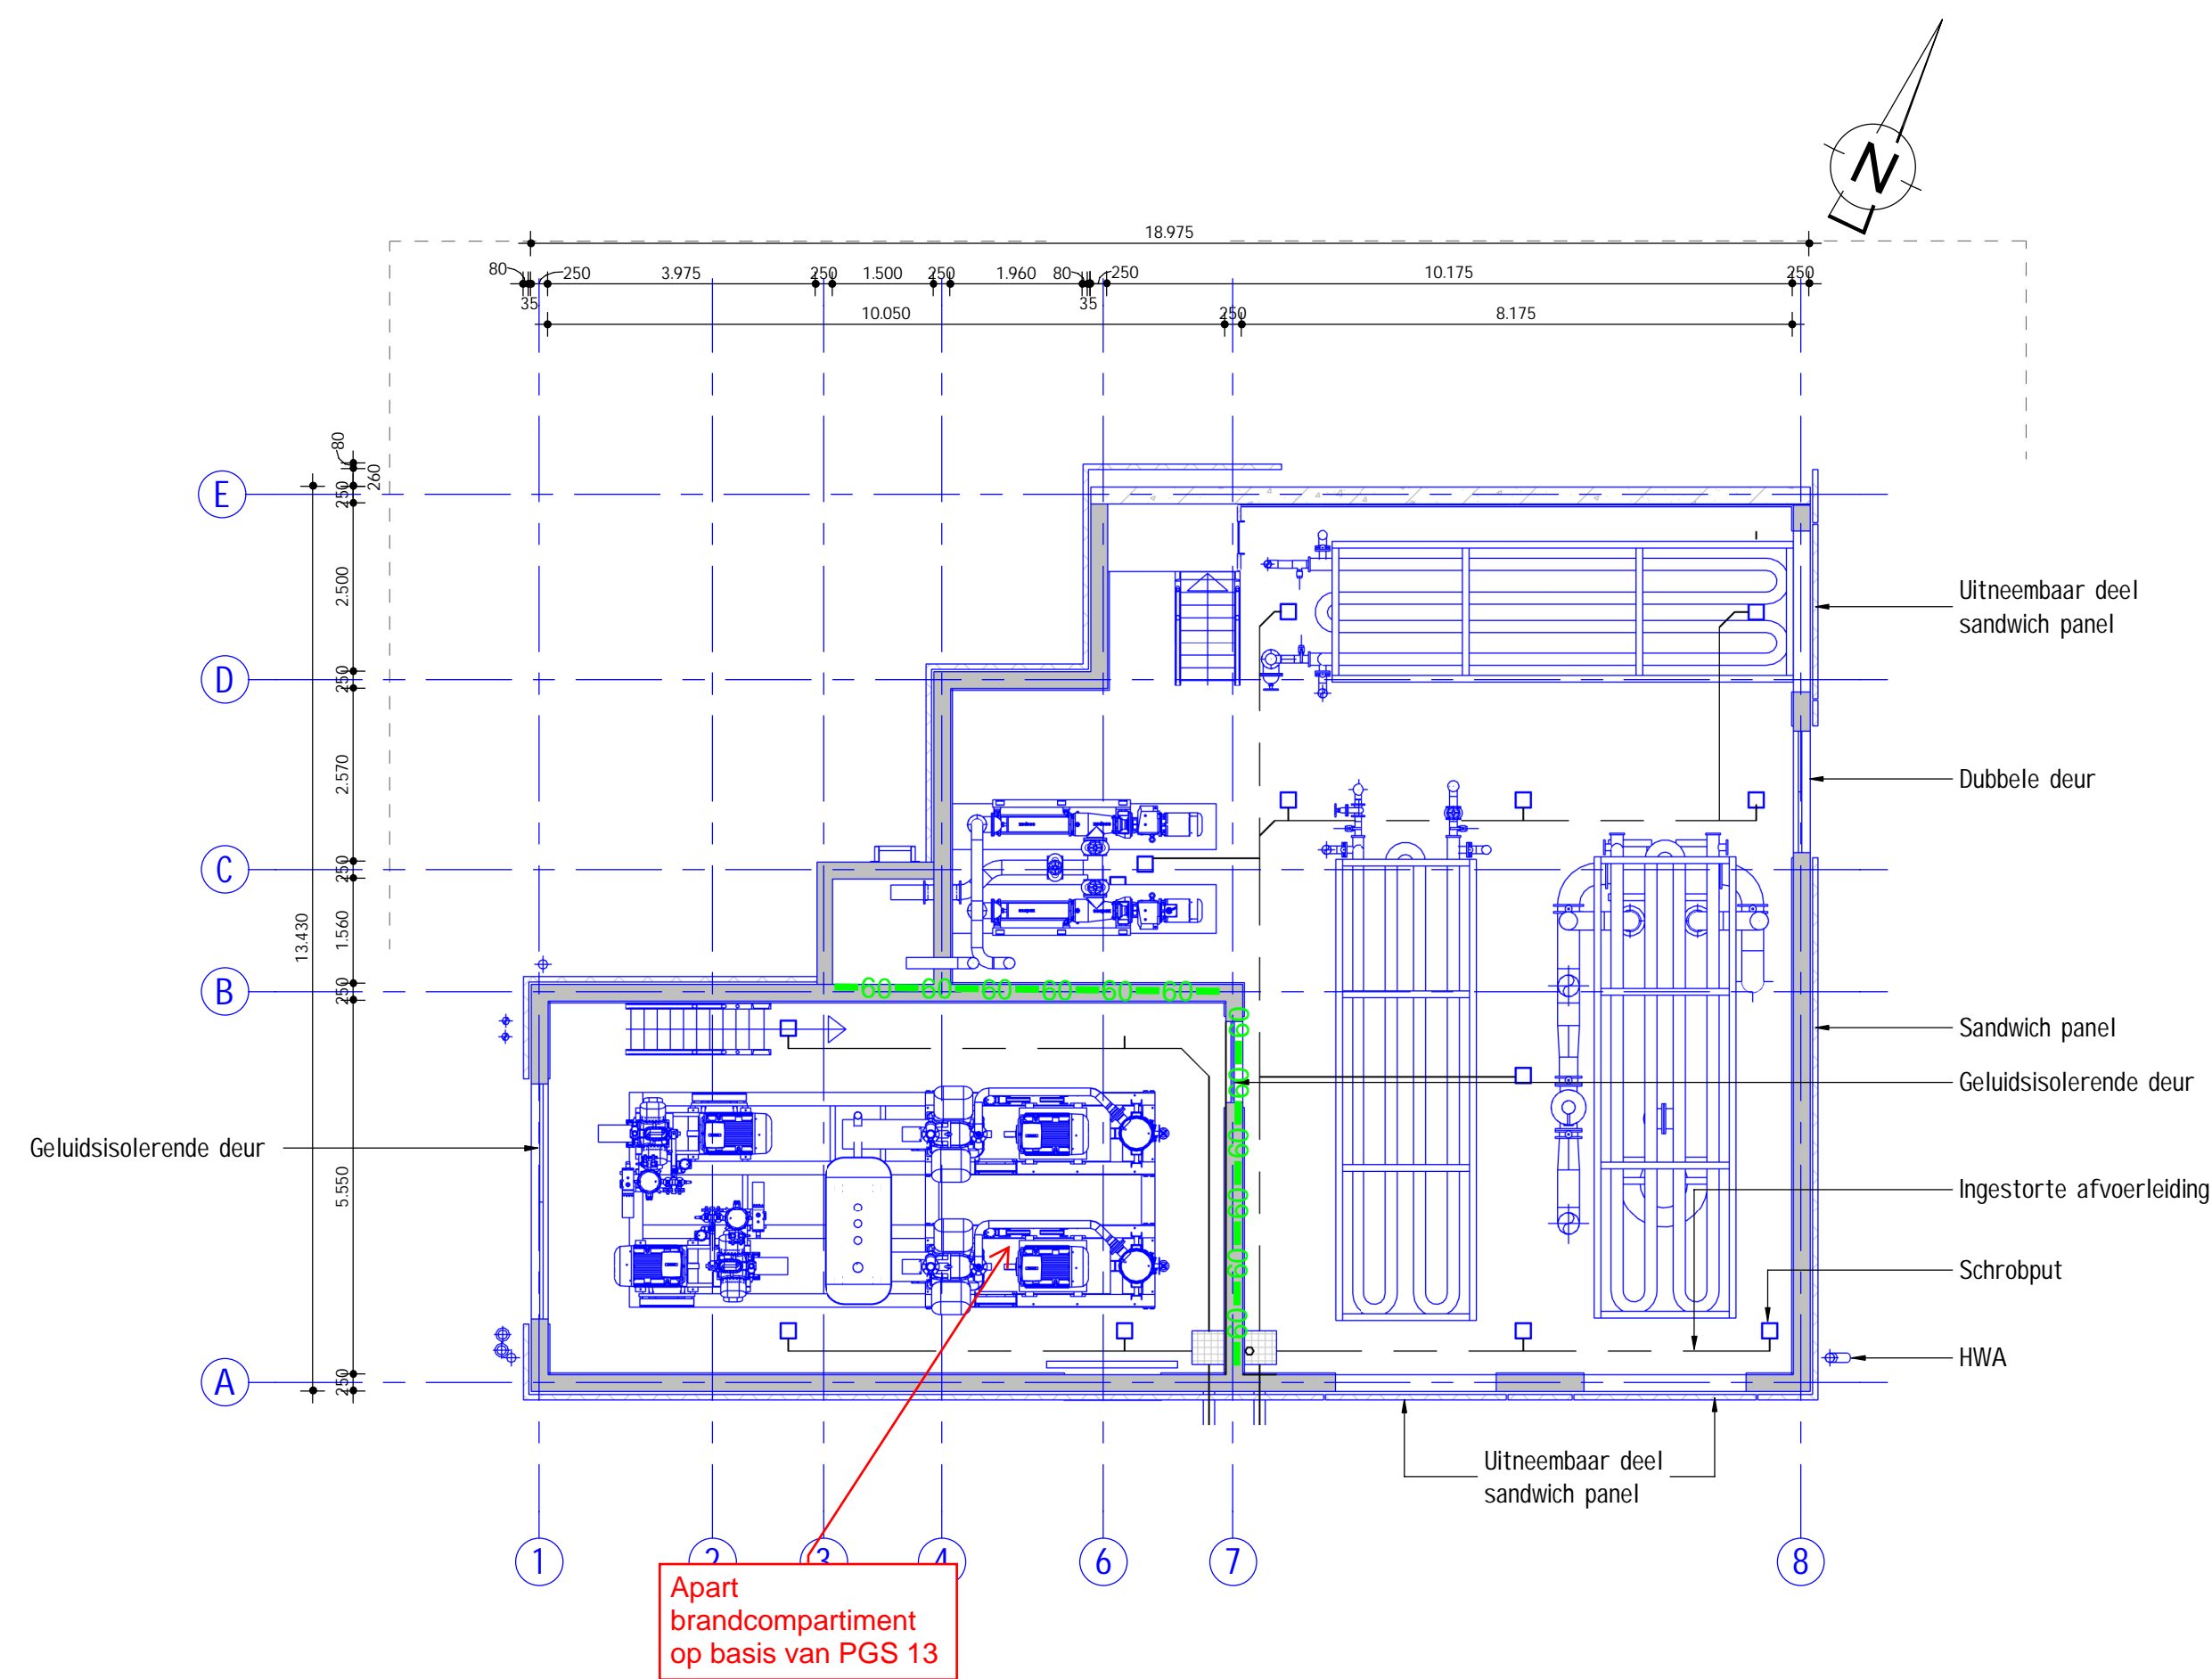 N
18.975
80
250
3.975
250
1.500
250
1.960
80
250
10.175
250
35
35
10.050
250
8.175
80
260
250
2.500
250
2.570
250
1.560
250
5.550
250
13.430
E
D
C
B
A
Uitneembaar deel
sandwich panel
Dubbele deur
Sandwich panel
Geluidsisolerende deur
Geluidsisolerende deur
Ingestorte afvoerleiding
Schrobput
HWA
60 60 60 60 60 60
60 60 60 60 60 60
Uitneembaar deel
sandwich panel
1 2 3 4 6 7 8
Apart
brandcompartiment
op basis van PGS 13